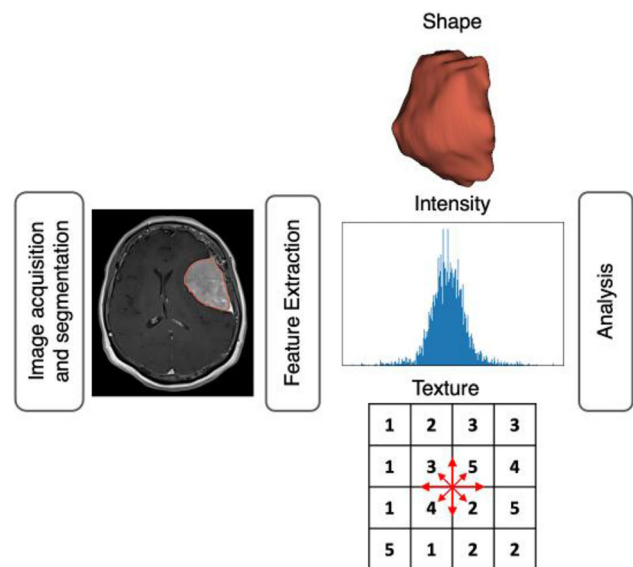 Shape
Image acquisition
and segmentation
Feature Extraction
Intensity
Analysis
Texture
1 2 3 3
1 3 5 4
1 4 2 5
5 1 2 2